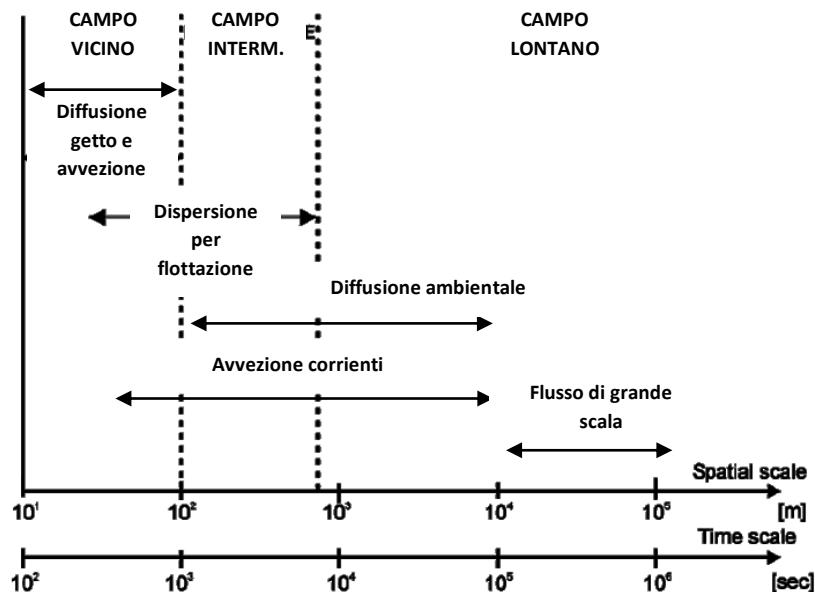 CAMPO
VICINO
CAMPO
INTERM.
E
CAMPO
LONTANO
Diffusione
getto e
avvezione
Dispersione
per
flottazione
Diffusione ambientale
Avvezione corrienti
Flusso di grande
scala
Spatial scale
10¹ 10² 10³ 10⁴ 10⁵ [m]
Time scale
10² 10³ 10⁴ 10⁵ 10⁶ [sec]